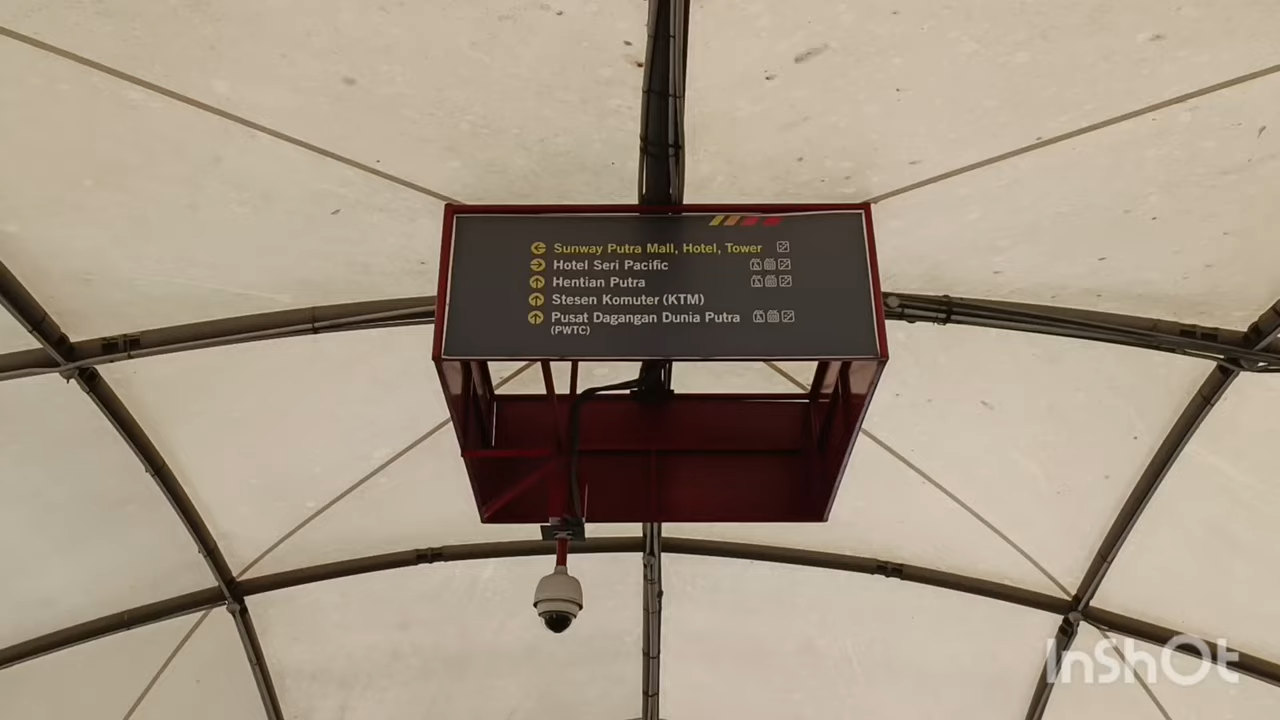 Sunway Putra Mall, Hotel, Tower
Hotel Seri Pacific
Hentian Putra
Stesen Komuter (KTM)
Pusat Dagangan Dunia Putra
(PWTC)
InShOt